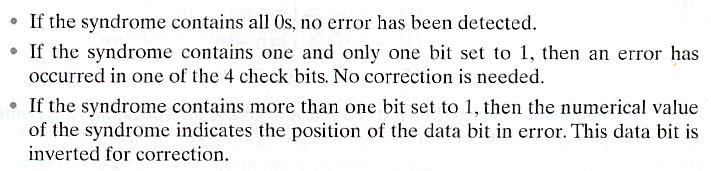 • If the syndrome contains all 0s, no error has been detected.
• If the syndrome contains one and only one bit set to 1, then an error has
occurred in one of the 4 check bits. No correction is needed.
• If the syndrome contains more than one bit set to 1, then the numerical value
of the syndrome indicates the position of the data bit in error. This data bit is
inverted for correction.